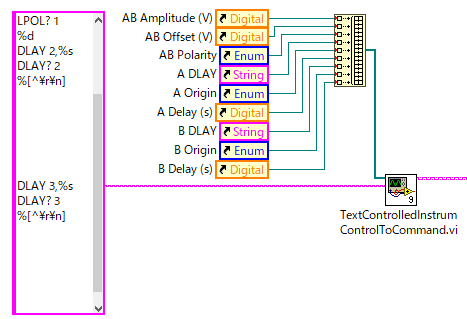 LPOL? 1
%d
DLAY 2,%s
DLAY? 2
%[^¥r¥n]
DLAY 3,%s
DLAY? 3
%[^¥r¥n]
AB Amplitude (V) Digital
AB Offset (V) Digital
AB Polarity Enum
A DLAY String
A Origin Enum
A Delay (s) Digital
B DLAY String
B Origin Enum
B Delay (s) Digital
9
TextControlledInstrum
ControlToCommand.vi